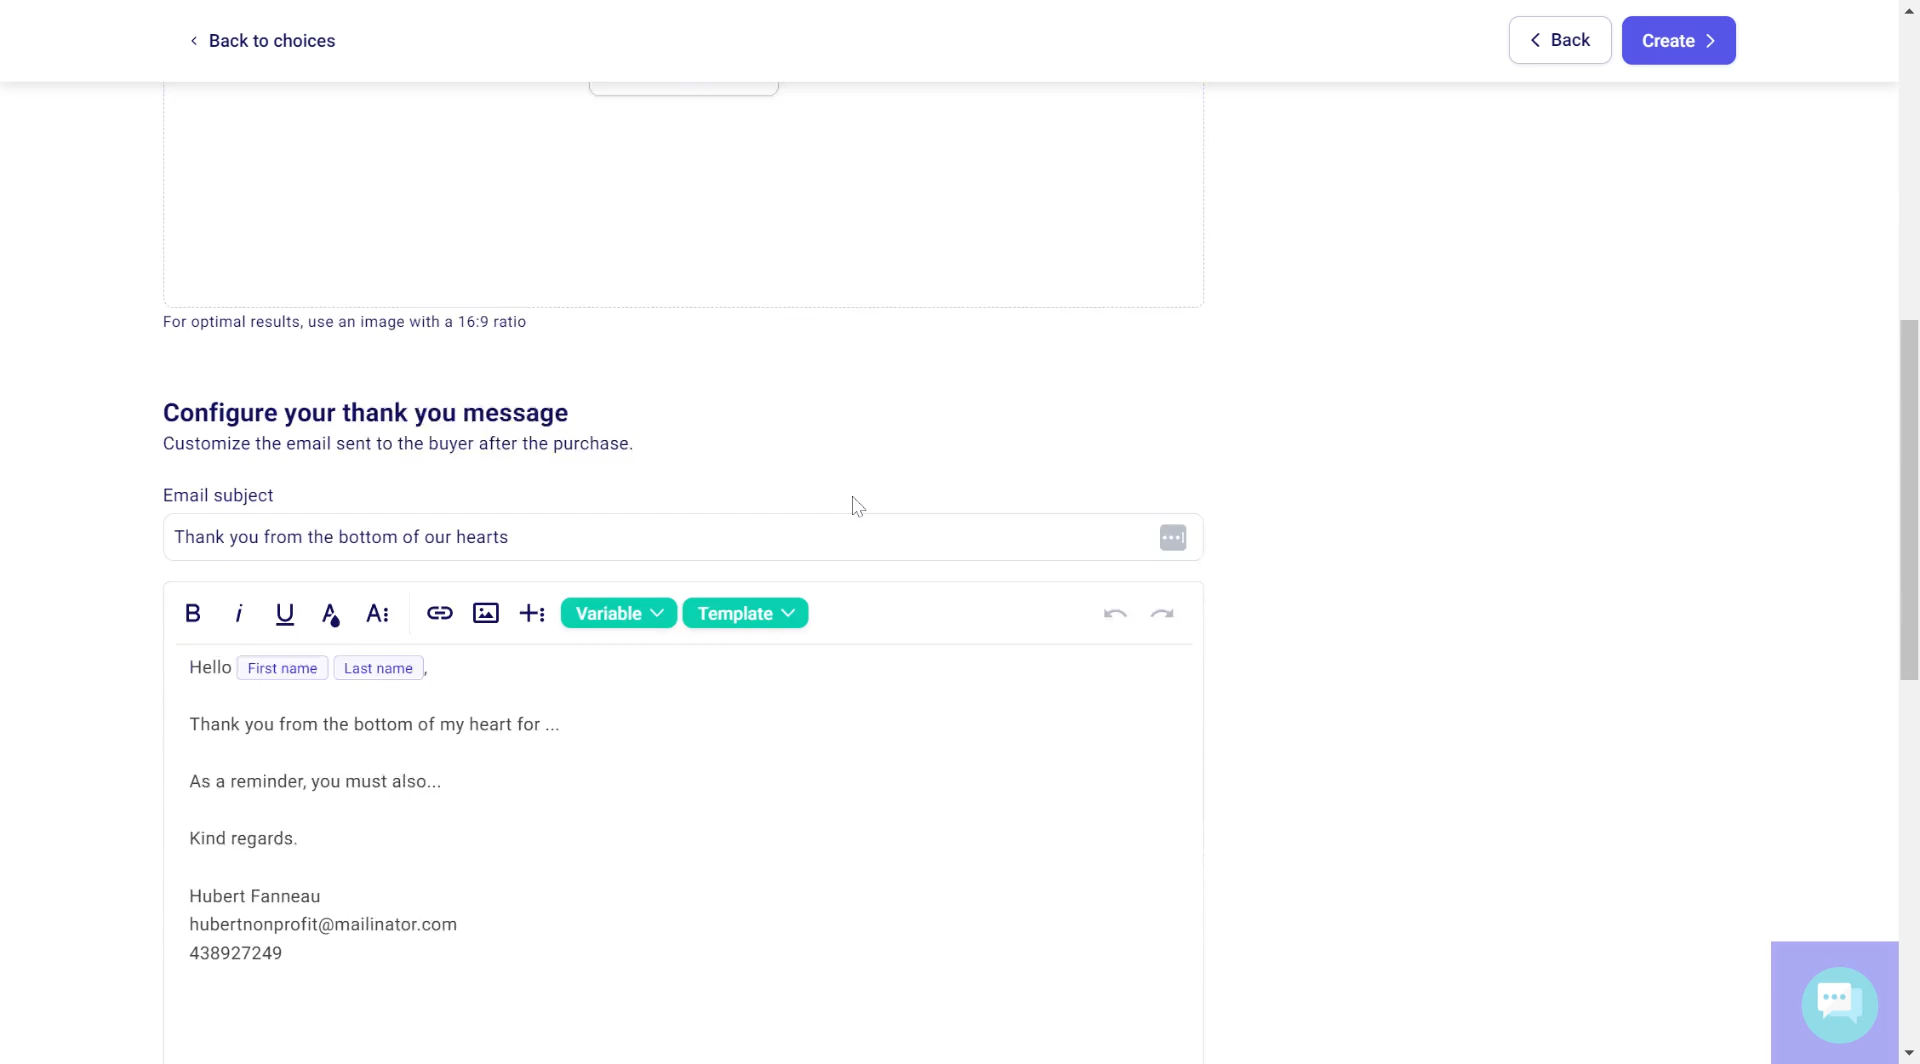 Back to choices
Back
Create
For optimal results, use an image with a 16:9 ratio
Configure your thank you message
Customize the email sent to the buyer after the purchase.
Email subject
Thank you from the bottom of our hearts
Variable
Template
Hello First name Last name,
Thank you from the bottom of my heart for ...
As a reminder, you must also...
Kind regards.
Hubert Fanneau
hubertnonprofit@mailinator.com
438927249